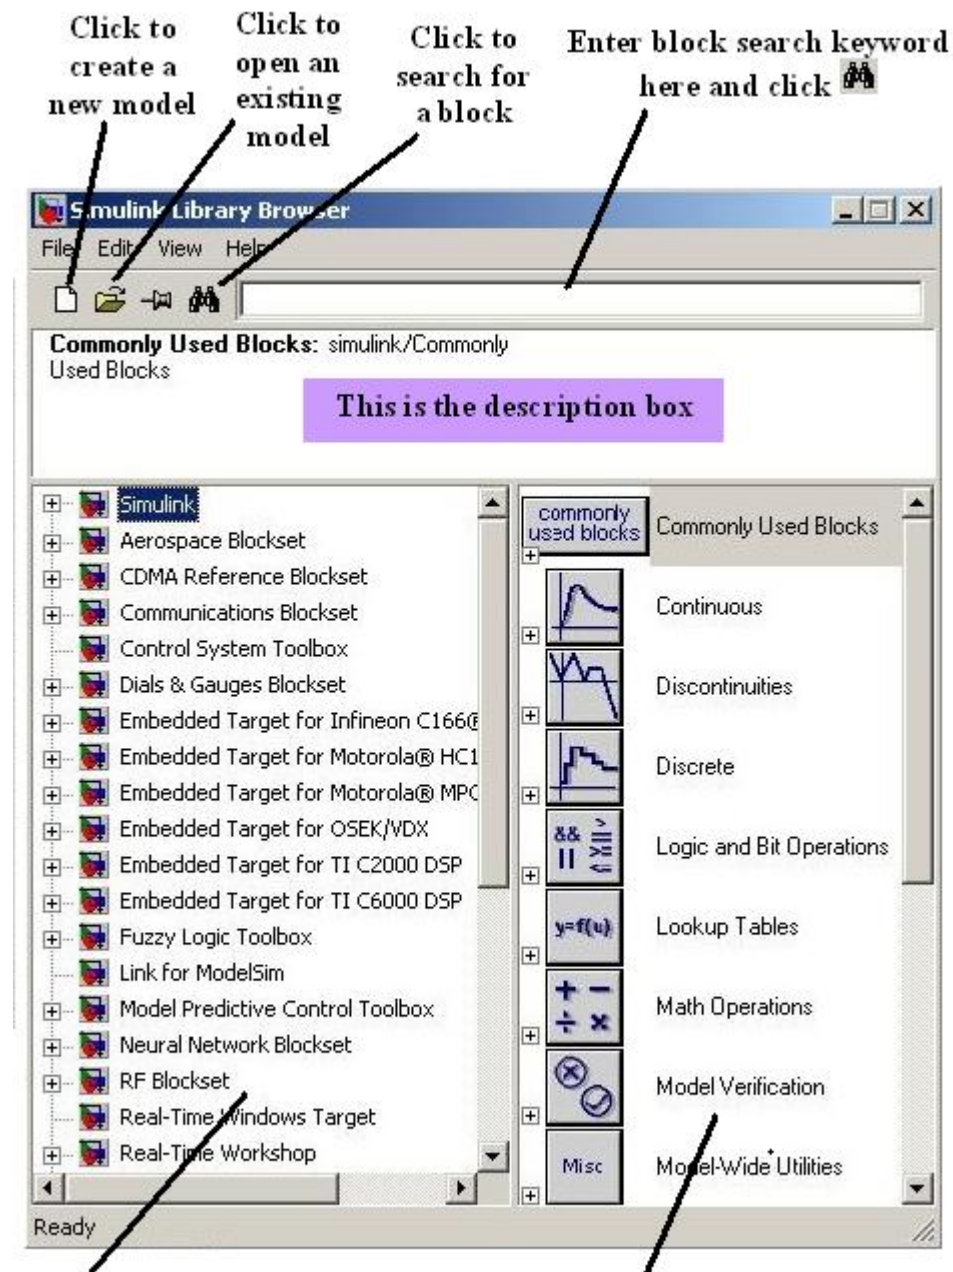 Click to
create a
new model
Click to
open an
existing
model
Click to
search for
a block
Enter block search keyword
here and click
Simulink Library Browser
File Edit View Help
Commonly Used Blocks: simulink/Commonly
Used Blocks
This is the description box
Simulink
Aerospace Blockset
CDMA Reference Blockset
Communications Blockset
Control System Toolbox
Dials & Gauges Blockset
Embedded Target for Infineon C166®
Embedded Target for Motorola® HC1
Embedded Target for Motorola® MPC
Embedded Target for OSEK/VDX
Embedded Target for TI C2000 DSP
Embedded Target for TI C6000 DSP
Fuzzy Logic Toolbox
Link for ModelSim
Model Predictive Control Toolbox
Neural Network Blockset
RF Blockset
Real-Time Windows Target
Real-Time Workshop
commonly
used blocks
Commonly Used Blocks
Continuous
Discontinuities
Discrete
&& > =
|| >= <=
Logic and Bit Operations
y=f(u)
Lookup Tables
+ −
÷ ×
Math Operations
Model Verification
Misc
Model-Wide Utilities
Ready